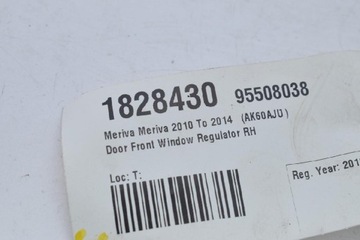 1828430 95508038
Meriva Meriva 2010 To 2014 (AK60AJU)
Door Front Window Regulator RH
Loc: T:
Reg. Year: 201